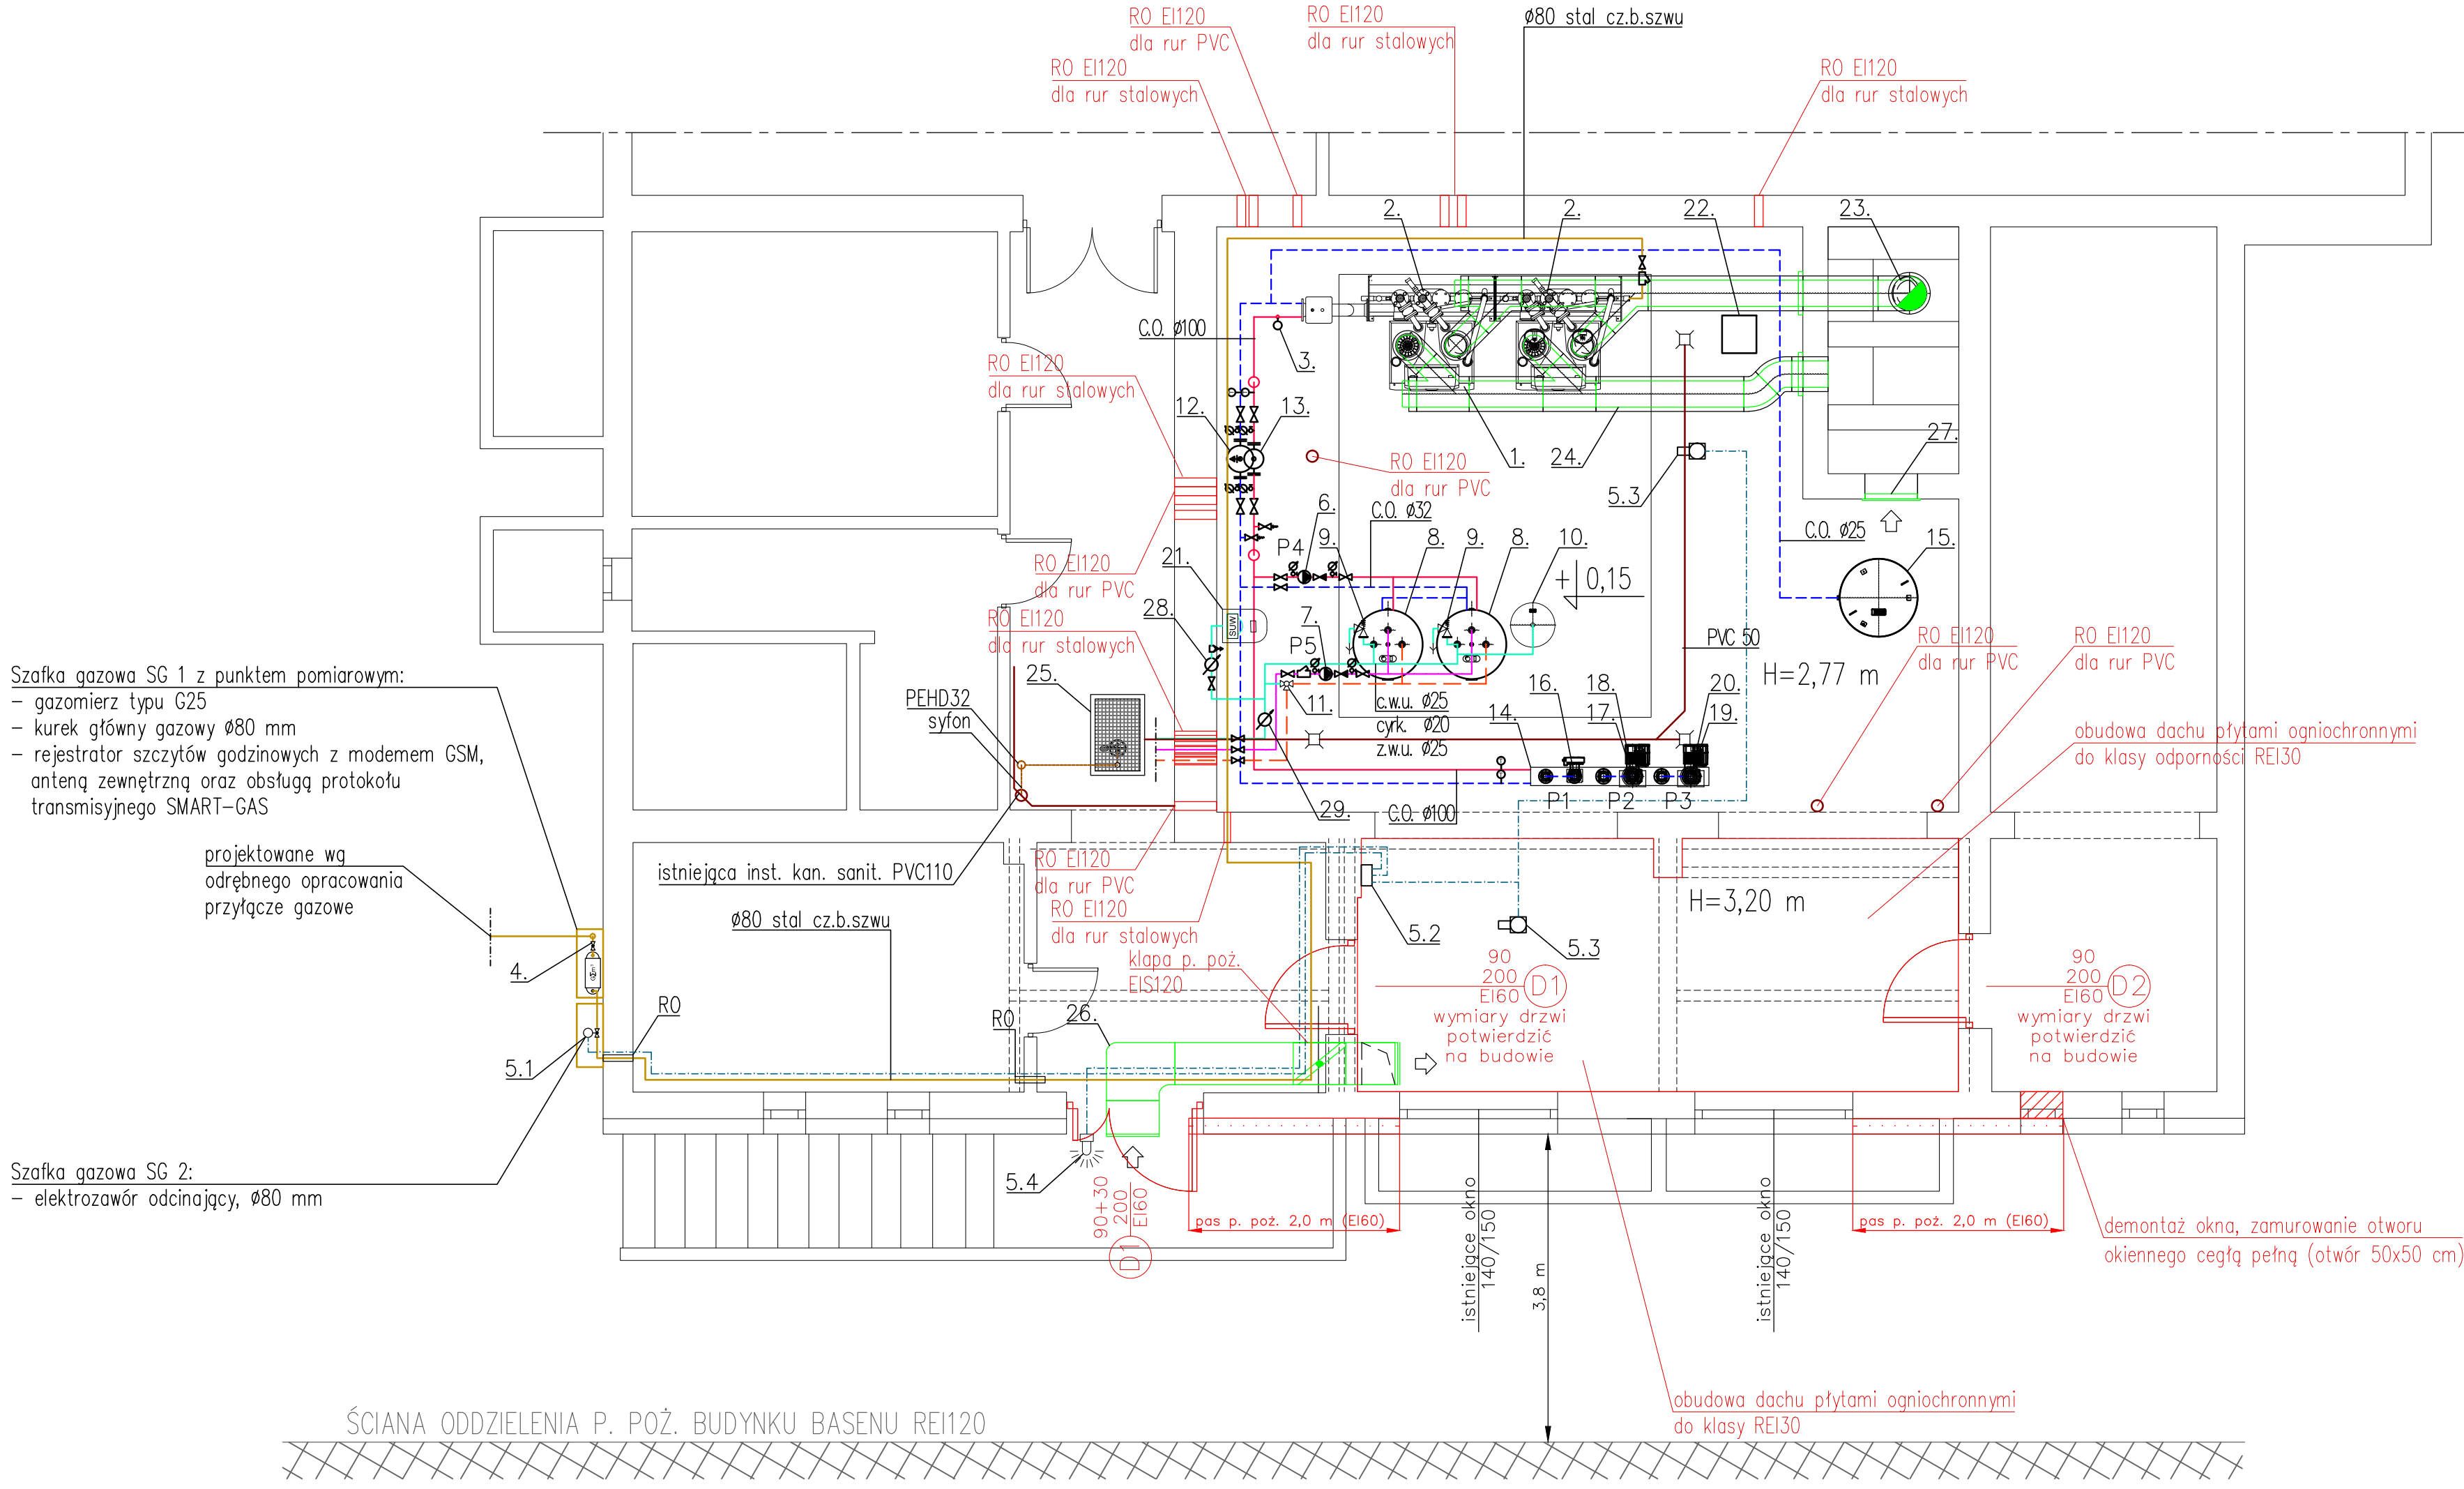 RO EI120
dla rur PVC
RO EI120
dla rur stalowych
Ø80 stal cz.b.szwu
RO EI120
dla rur stalowych
RO EI120
dla rur stalowych
2.
2.
22.
23.
C.O. Ø100
3.
RO EI120
dla rur stalowych
12.
13.
1.
24.
27.
RO EI120
dla rur PVC
5.3
6.
C.O. Ø32
C.O. Ø25
15.
P4
9.
8.
9.
8.
10.
21.
RO EI120
dla rur PVC
+0,15
28.
SUW
RO EI120
dla rur stalowych
7.
P5
PVC 50
RO EI120
dla rur PVC
RO EI120
dla rur PVC
H=2,77 m
Szafka gazowa SG 1 z punktem pomiarowym:
– gazomierz typu G25
– kurek główny gazowy Ø80 mm
– rejestrator szczytów godzinowych z modemem GSM,
anteną zewnętrzną oraz obsługą protokołu
transmisyjnego SMART–GAS
25.
PEHD32
syfon
11.
c.w.u. Ø25
cyrk. Ø20
z.w.u. Ø25
14.
16.
18.
17.
20.
19.
obudowa dachu płytami ogniochronnymi
do klasy odporności REI30
P1
P2
P3
29.
C.O. Ø100
projektowane wg
odrębnego opracowania
przyłącze gazowe
istniejąca inst. kan. sanit. PVC110
RO EI120
dla rur PVC
RO EI120
dla rur stalowych
Ø80 stal cz.b.szwu
H=3,20 m
5.2
5.3
klapa p. poż.
EIS120
4.
90
200
EI60
D1
wymiary drzwi
potwierdzić
na budowie
90
200
EI60
D2
wymiary drzwi
potwierdzić
na budowie
RO
RO
26.
5.1
Szafka gazowa SG 2:
– elektrozawór odcinający, Ø80 mm
5.4
90+30
200
EI60
D1
pas p. poż. 2,0 m (EI60)
istniejące okno
140/150
3,8 m
istniejące okno
140/150
pas p. poż. 2,0 m (EI60)
demontaż okna, zamurowanie otworu
okiennego cegłą pełną (otwór 50x50 cm)
obudowa dachu płytami ogniochronnymi
do klasy REI30
ŚCIANA ODDZIELENIA P. POŻ. BUDYNKU BASENU REI120